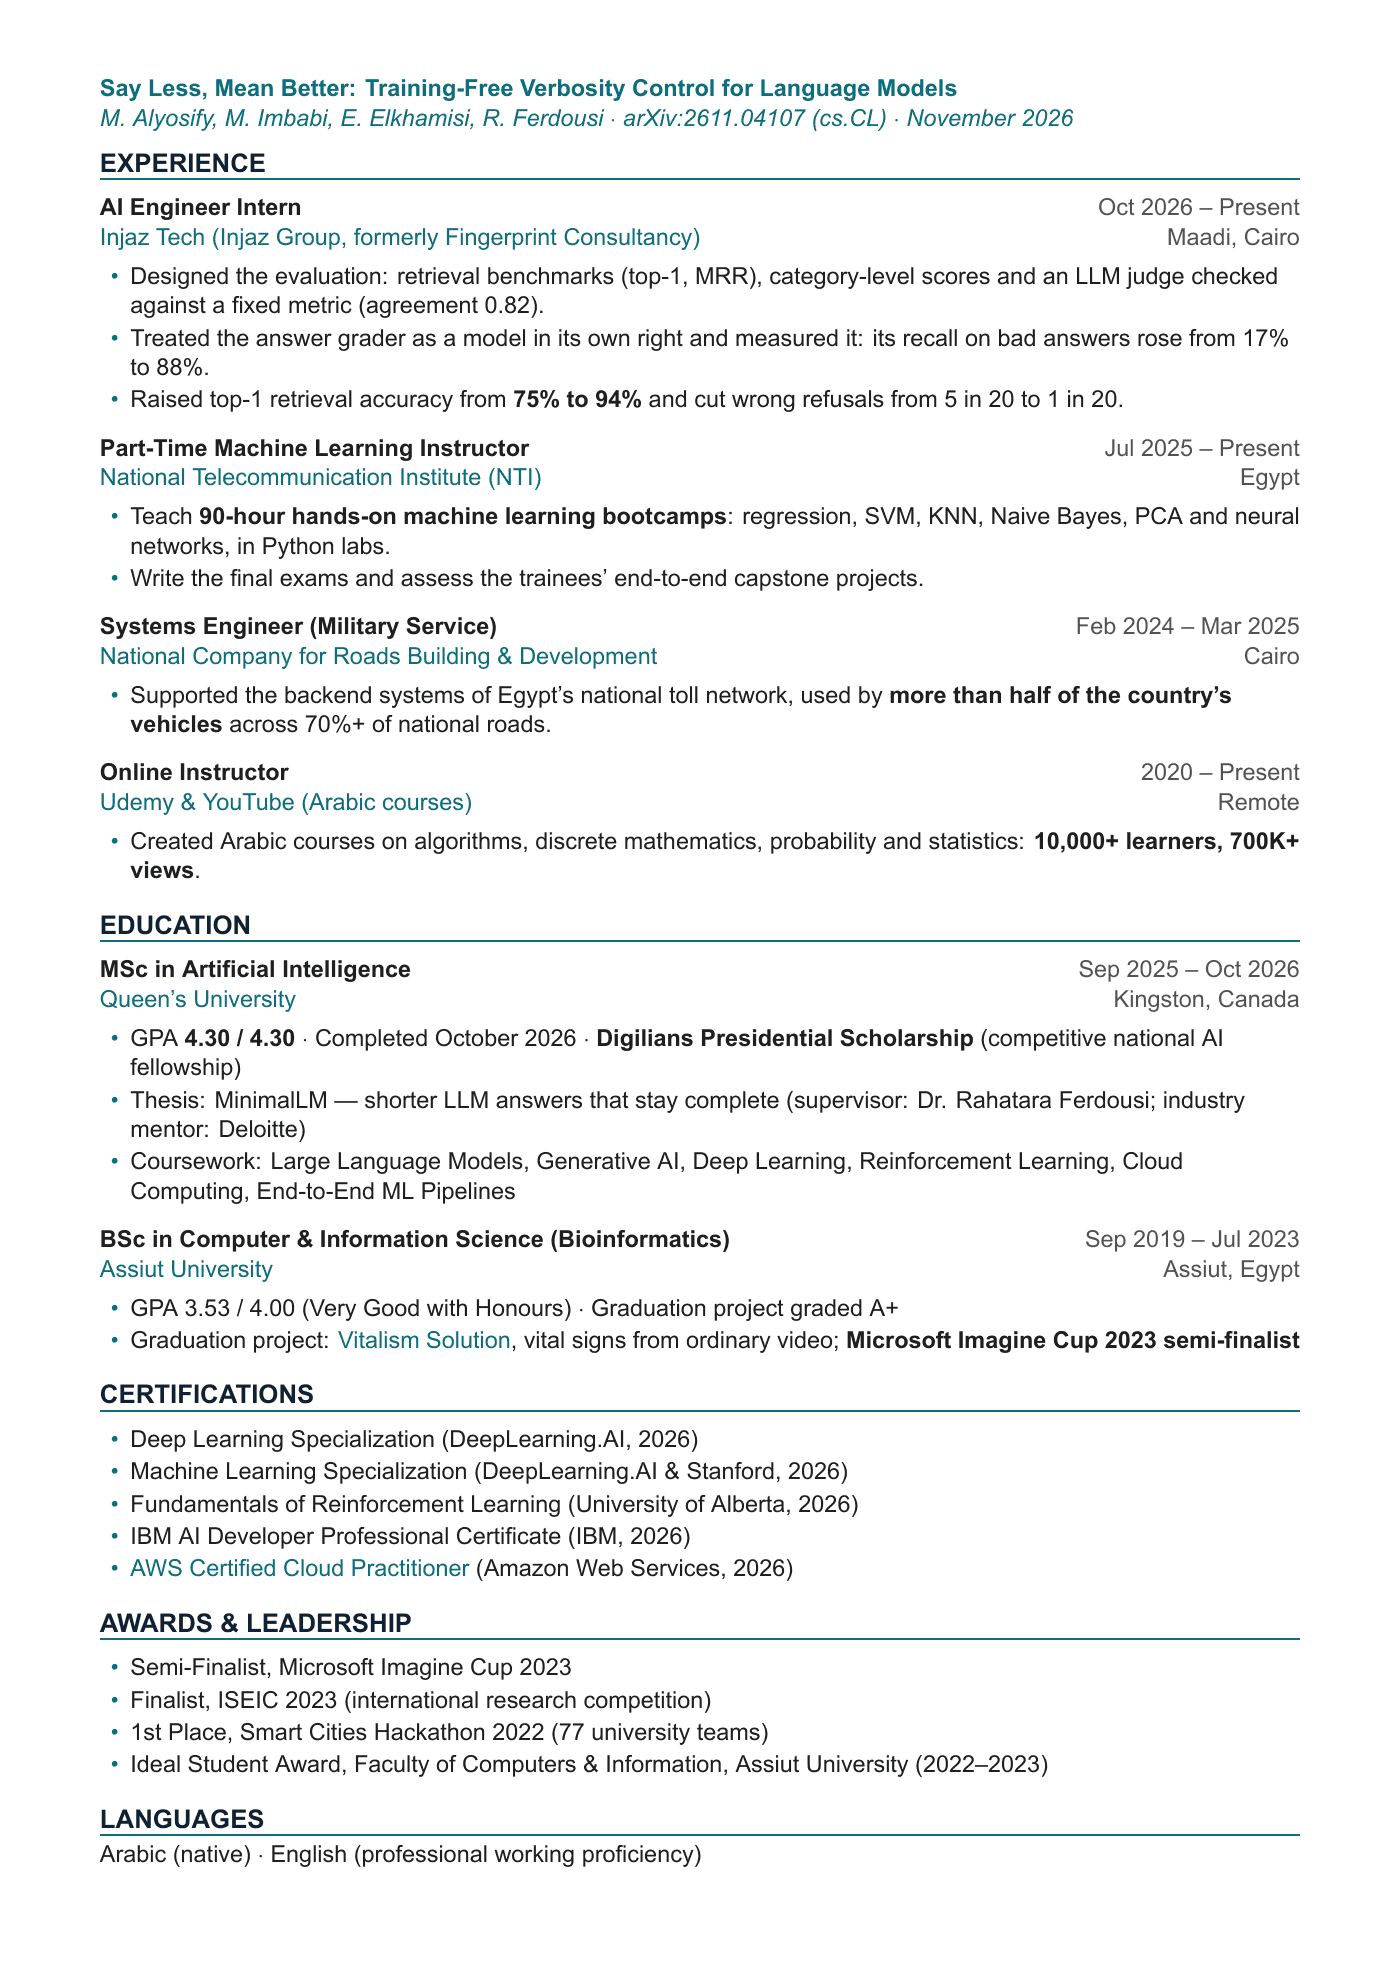 Say Less, Mean Better: Training-Free Verbosity Control for Language Models
M. Alyosify, M. Imbabi, E. Elkhamisi, R. Ferdousi · arXiv:2611.04107 (cs.CL) · November 2026
EXPERIENCE
AI Engineer Intern Oct 2026 – Present
Injaz Tech (Injaz Group, formerly Fingerprint Consultancy) Maadi, Cairo
• Designed the evaluation: retrieval benchmarks (top-1, MRR), category-level scores and an LLM judge checked
against a fixed metric (agreement 0.82).
• Treated the answer grader as a model in its own right and measured it: its recall on bad answers rose from 17%
to 88%.
• Raised top-1 retrieval accuracy from 75% to 94% and cut wrong refusals from 5 in 20 to 1 in 20.
Part-Time Machine Learning Instructor Jul 2025 – Present
National Telecommunication Institute (NTI) Egypt
• Teach 90-hour hands-on machine learning bootcamps: regression, SVM, KNN, Naive Bayes, PCA and neural
networks, in Python labs.
• Write the final exams and assess the trainees’ end-to-end capstone projects.
Systems Engineer (Military Service) Feb 2024 – Mar 2025
National Company for Roads Building & Development Cairo
• Supported the backend systems of Egypt’s national toll network, used by more than half of the country’s
vehicles across 70%+ of national roads.
Online Instructor 2020 – Present
Udemy & YouTube (Arabic courses) Remote
• Created Arabic courses on algorithms, discrete mathematics, probability and statistics: 10,000+ learners, 700K+
views.
EDUCATION
MSc in Artificial Intelligence Sep 2025 – Oct 2026
Queen’s University Kingston, Canada
• GPA 4.30 / 4.30 · Completed October 2026 · Digilians Presidential Scholarship (competitive national AI
fellowship)
• Thesis: MinimalLM — shorter LLM answers that stay complete (supervisor: Dr. Rahatara Ferdousi; industry
mentor: Deloitte)
• Coursework: Large Language Models, Generative AI, Deep Learning, Reinforcement Learning, Cloud
Computing, End-to-End ML Pipelines
BSc in Computer & Information Science (Bioinformatics) Sep 2019 – Jul 2023
Assiut University Assiut, Egypt
• GPA 3.53 / 4.00 (Very Good with Honours) · Graduation project graded A+
• Graduation project: Vitalism Solution, vital signs from ordinary video; Microsoft Imagine Cup 2023 semi-finalist
CERTIFICATIONS
• Deep Learning Specialization (DeepLearning.AI, 2026)
• Machine Learning Specialization (DeepLearning.AI & Stanford, 2026)
• Fundamentals of Reinforcement Learning (University of Alberta, 2026)
• IBM AI Developer Professional Certificate (IBM, 2026)
• AWS Certified Cloud Practitioner (Amazon Web Services, 2026)
AWARDS & LEADERSHIP
• Semi-Finalist, Microsoft Imagine Cup 2023
• Finalist, ISEIC 2023 (international research competition)
• 1st Place, Smart Cities Hackathon 2022 (77 university teams)
• Ideal Student Award, Faculty of Computers & Information, Assiut University (2022–2023)
LANGUAGES
Arabic (native) · English (professional working proficiency)